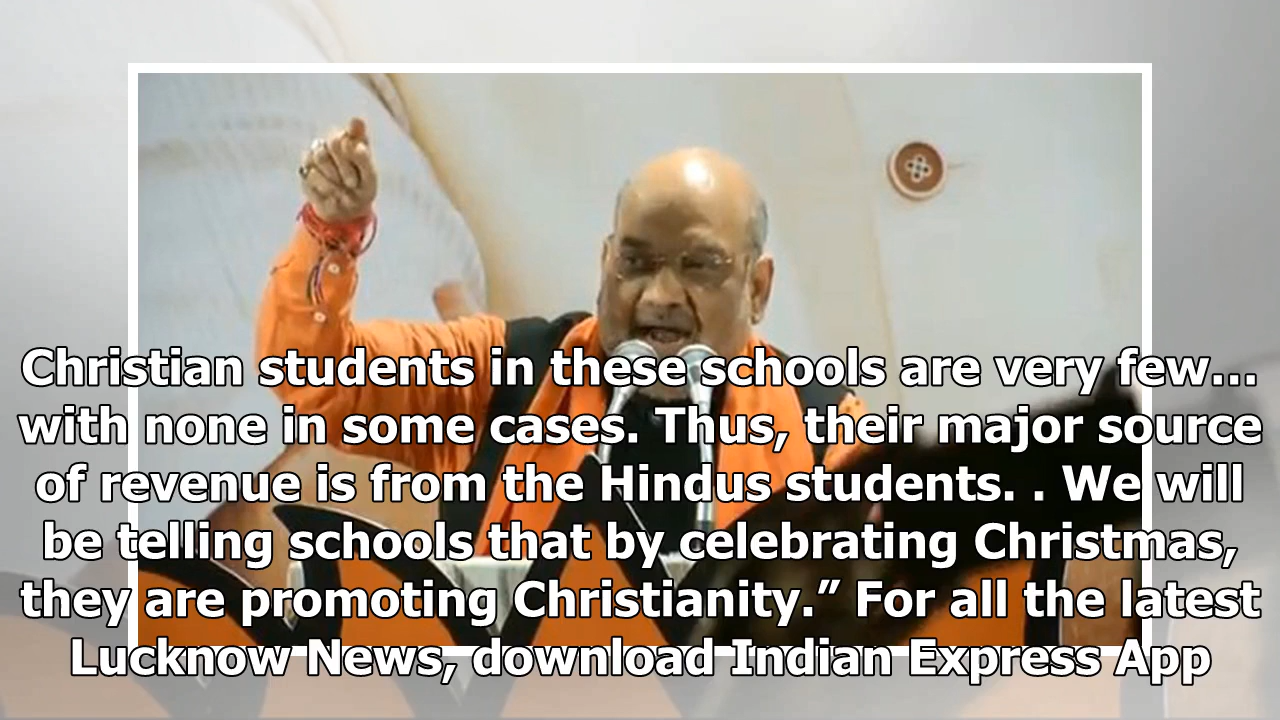 Christian students in these schools are very few...
with none in some cases. Thus, their major source
of revenue is from the Hindus students. . We will
be telling schools that by celebrating Christmas,
they are promoting Christianity.” For all the latest
Lucknow News, download Indian Express App